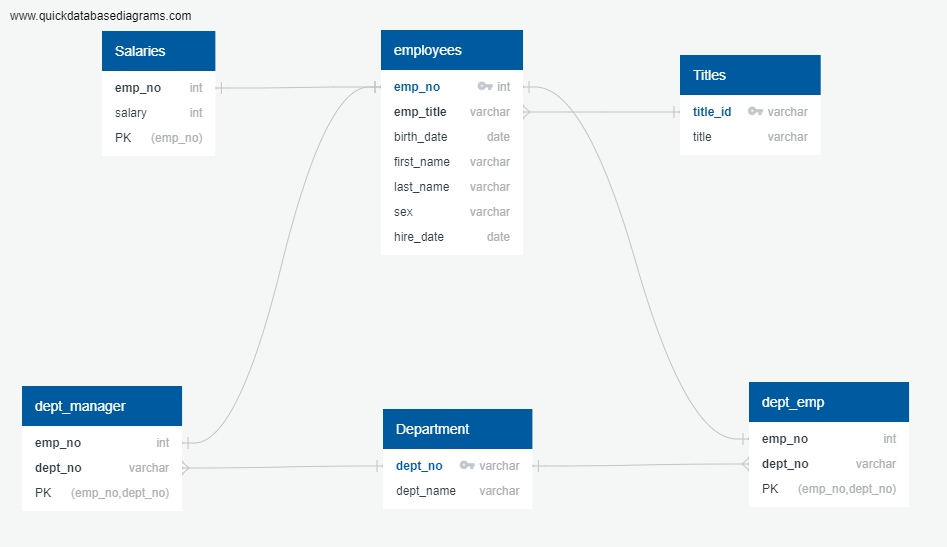 www.quickdatabasediagrams.com
Salaries
emp_no int
salary int
PK (emp_no)
employees
emp_no int
emp_title varchar
birth_date date
first_name varchar
last_name varchar
sex varchar
hire_date date
Titles
title_id varchar
title varchar
dept_manager
emp_no int
dept_no varchar
PK (emp_no,dept_no)
Department
dept_no varchar
dept_name varchar
dept_emp
emp_no int
dept_no varchar
PK (emp_no,dept_no)